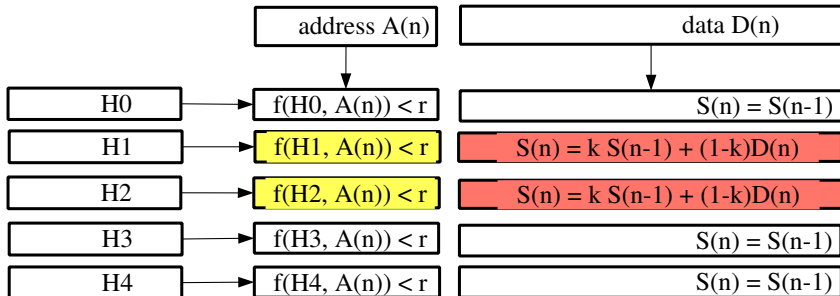 address A(n) data D(n)
H0 f(H0, A(n)) < r S(n) = S(n-1)
H1 f(H1, A(n)) < r S(n) = k S(n-1) + (1-k)D(n)
H2 f(H2, A(n)) < r S(n) = k S(n-1) + (1-k)D(n)
H3 f(H3, A(n)) < r S(n) = S(n-1)
H4 f(H4, A(n)) < r S(n) = S(n-1)